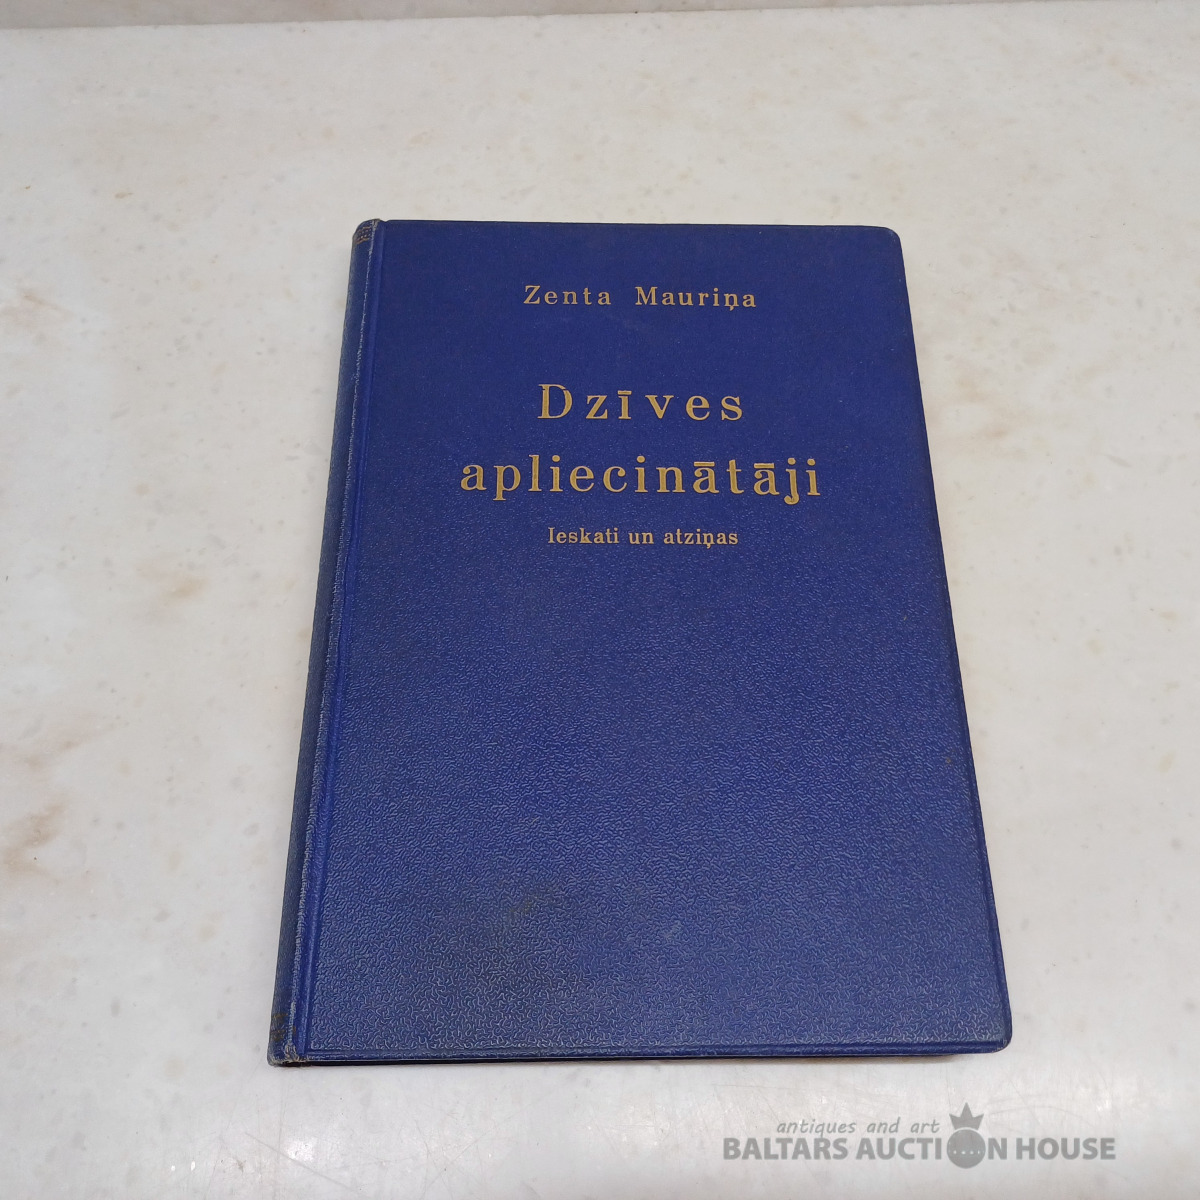 Zenta Mauriņa
Dzīves
apliecinātāji
Ieskati un atziņas
antiques and art
BALTARS AUCTION HOUSE